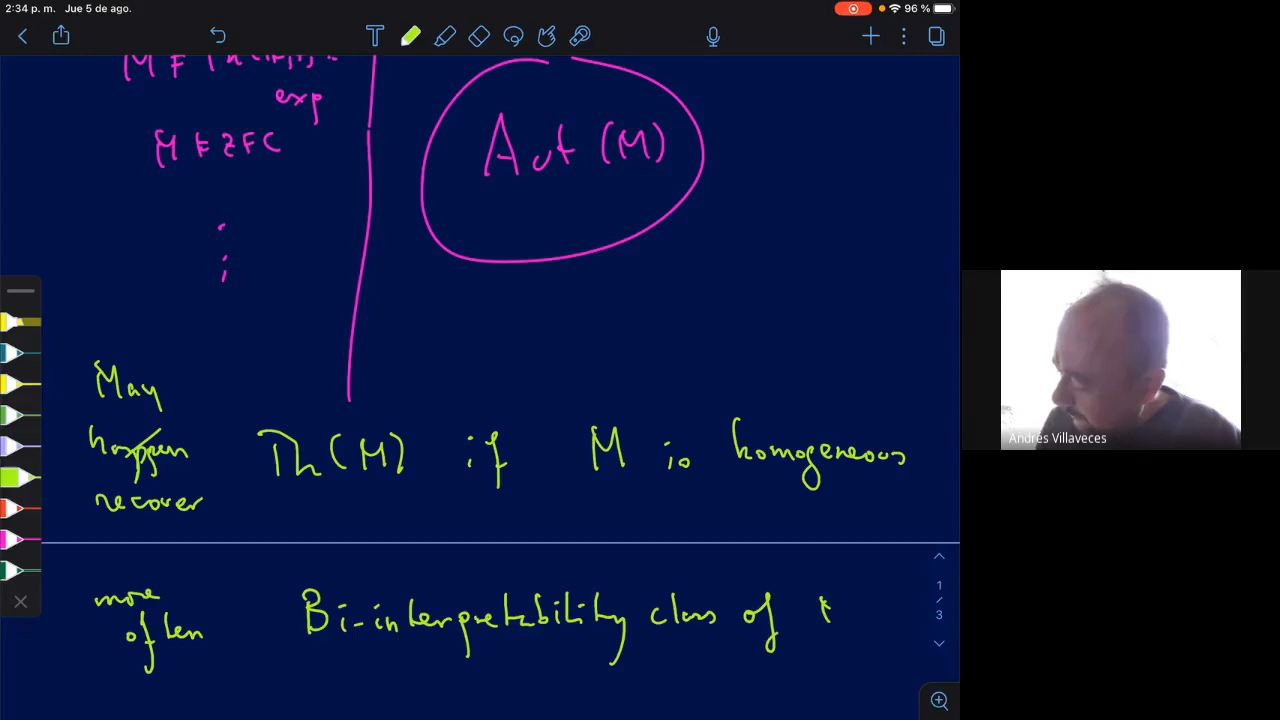 2:34 p. m. Jue 5 de ago.
96 %
exp
M ⊧ ZFC
Aut (M)
May
happen
recover
Th(M) if M is homogeneous
more
often
Bi-interpretability class of
1
/
3
Andrés Villaveces